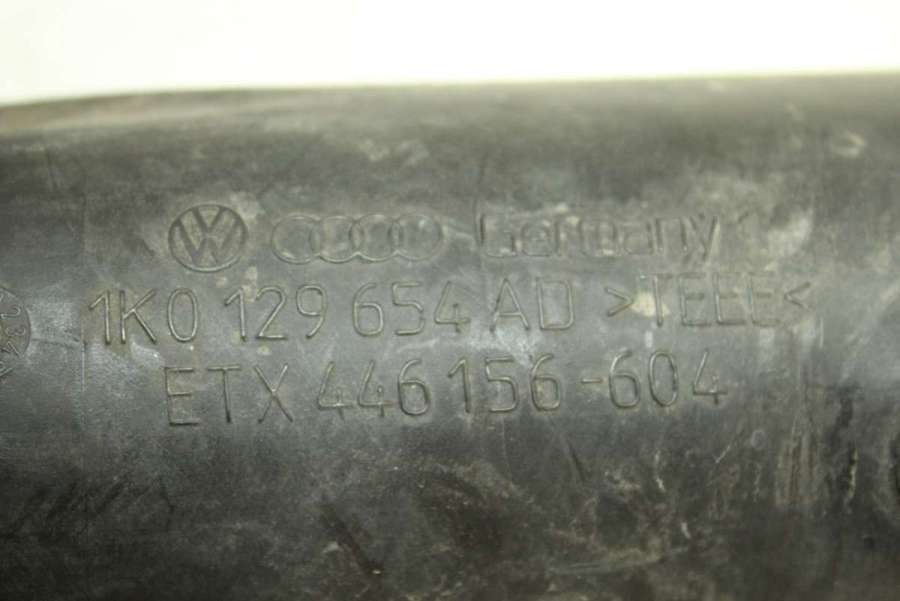 Germany
1K0 129 654 AD >TEEE<
ETX 446 156-604